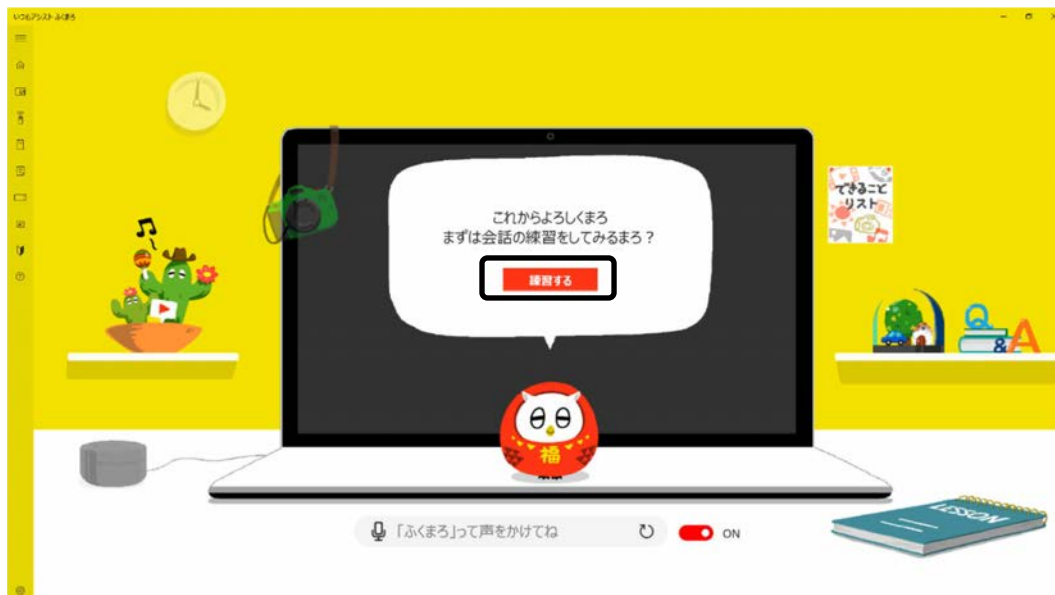 いつもアシスト ふくまろ
できること
リスト
これからよろしくまろ
まずは会話の練習をしてみるまろ？
練習する
Q
&A
福
LESSON
「ふくまろ」って声をかけてね
ON